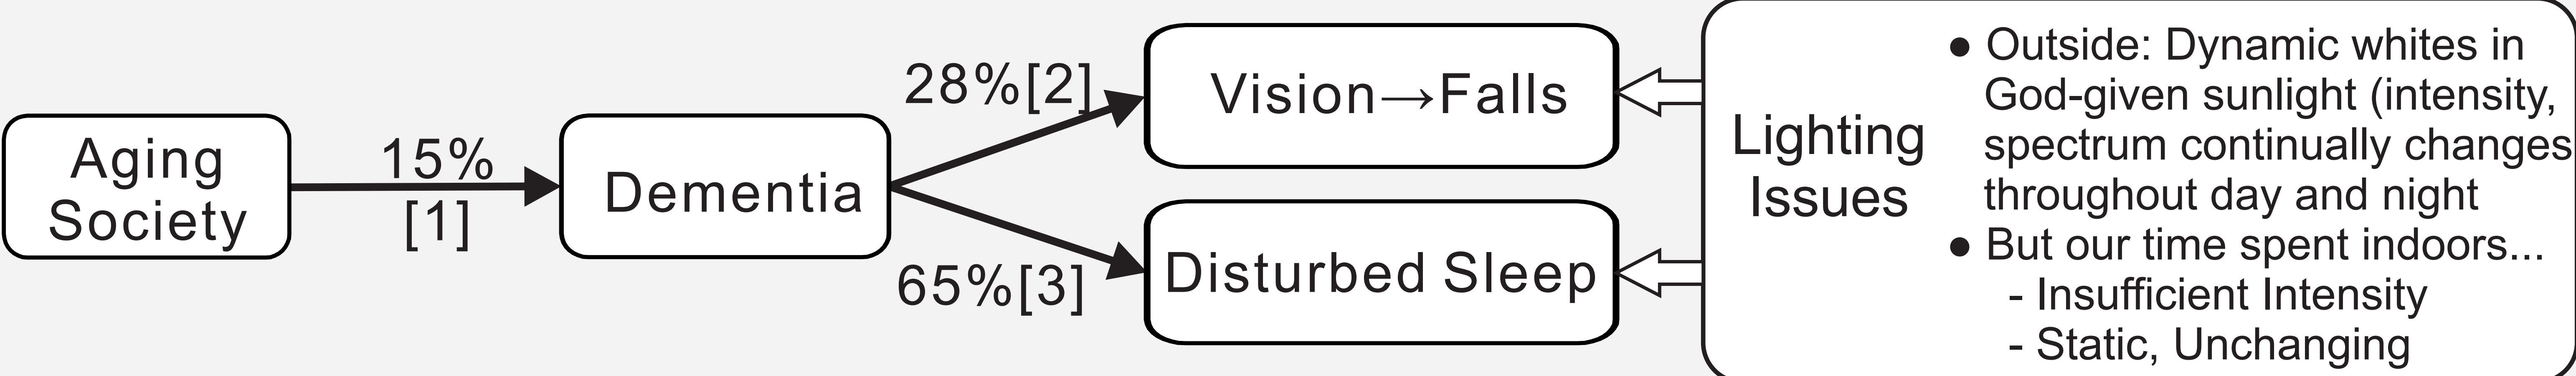 Aging
Society
15%
[1]
Dementia
28%[2]
65%[3]
Vision→Falls
Disturbed Sleep
Lighting
Issues
● Outside: Dynamic whites in
God-given sunlight (intensity,
spectrum continually changes
throughout day and night
● But our time spent indoors...
- Insufficient Intensity
- Static, Unchanging